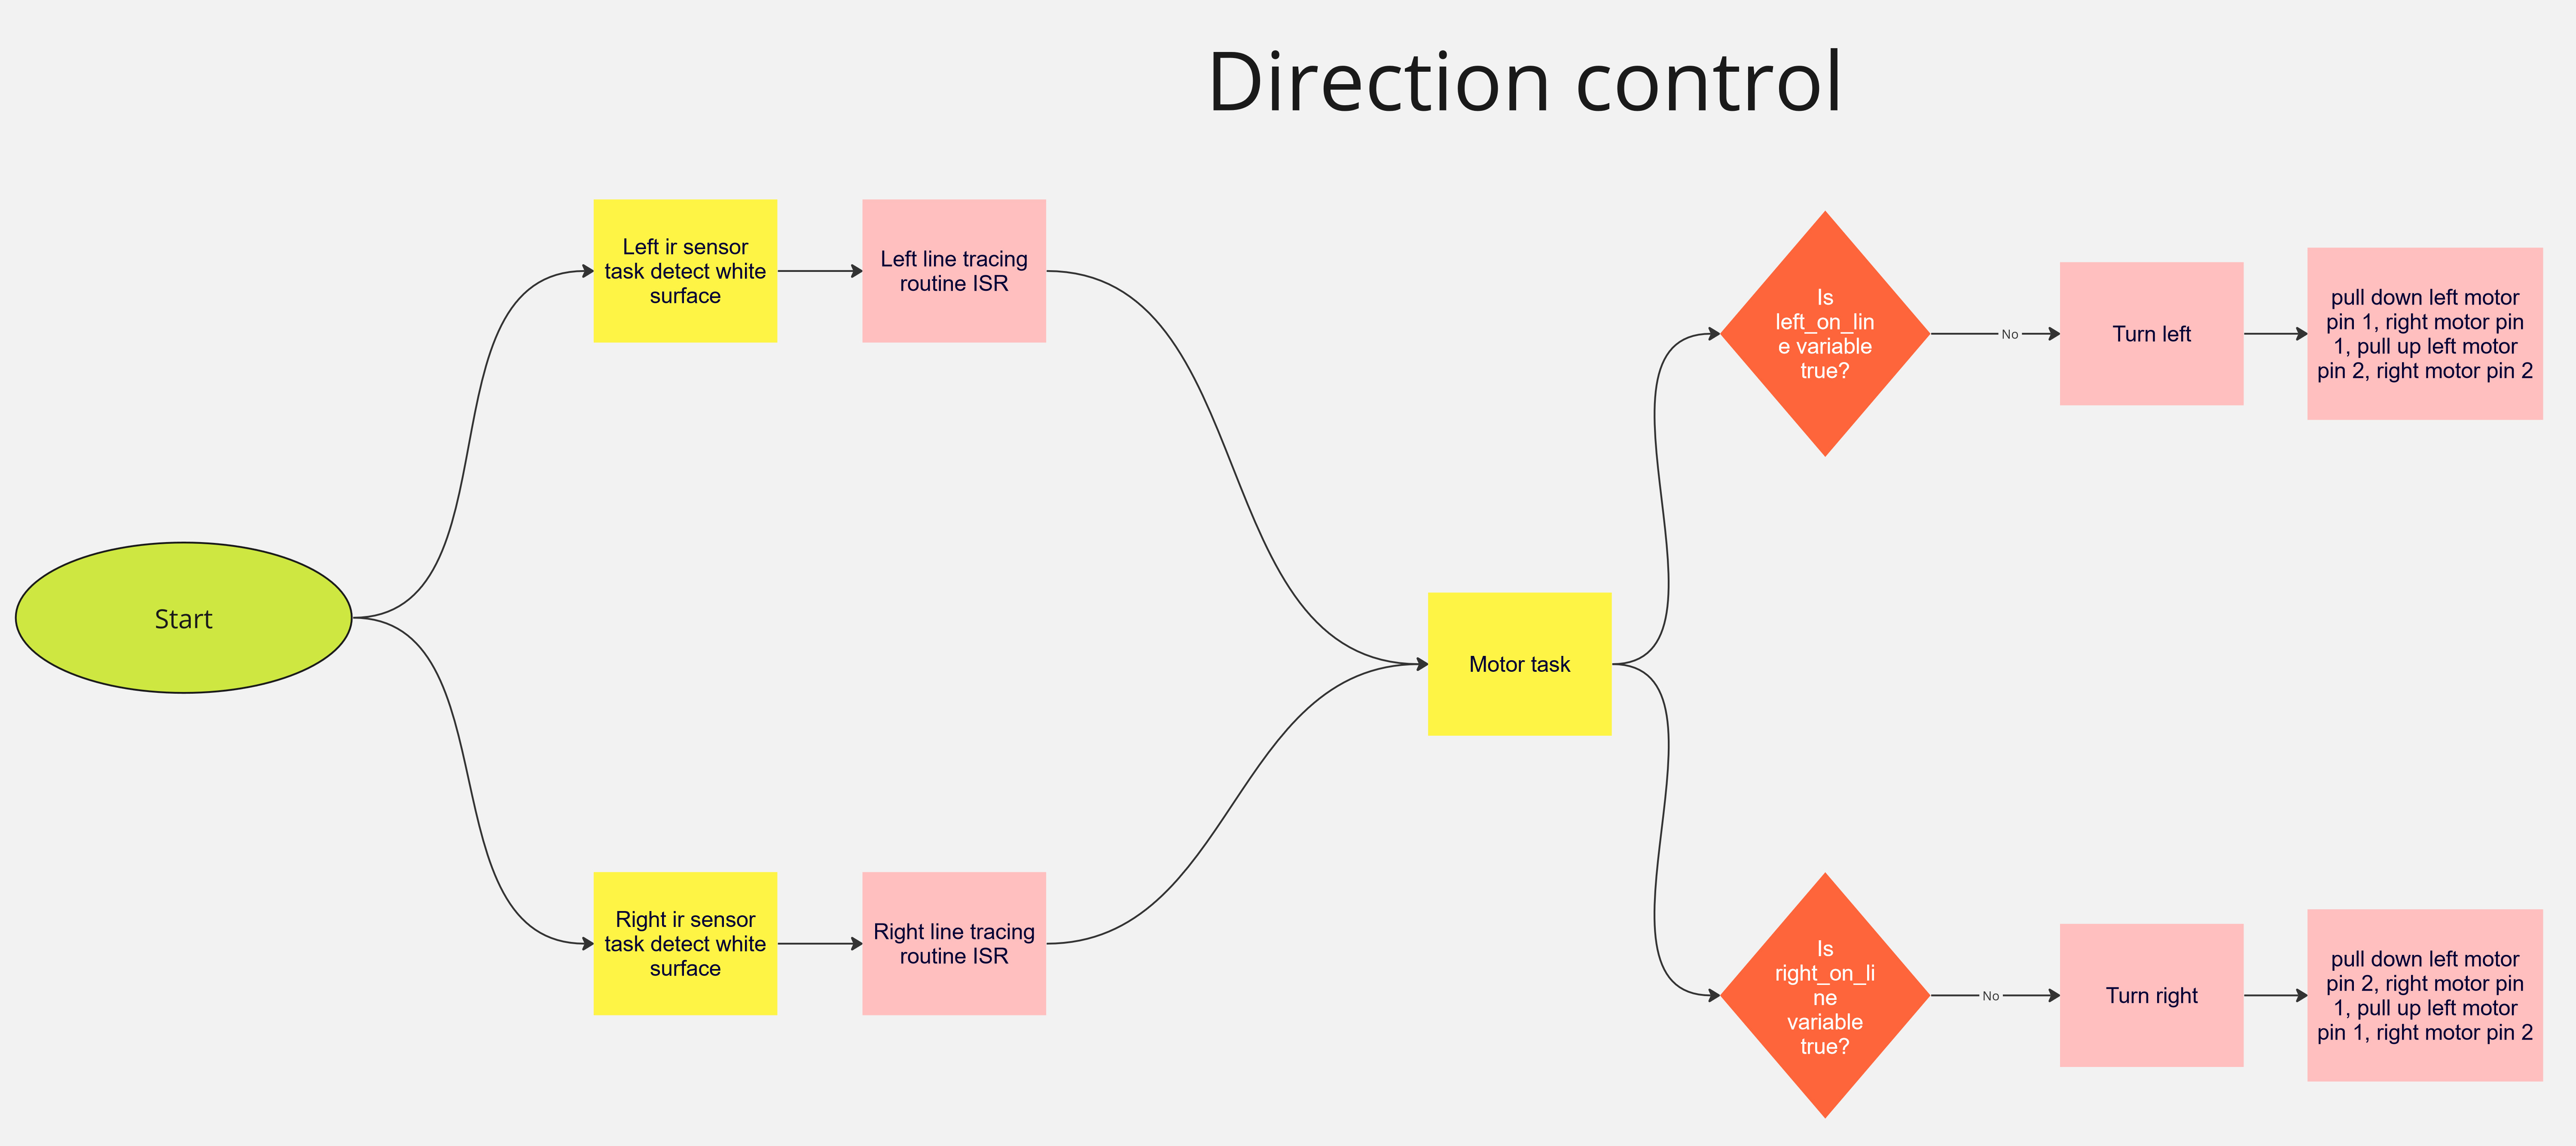 Direction control
Left ir sensor
task detect white
surface
Left line tracing
routine ISR
Is
left_on_lin
e variable
true?
No
Turn left
pull down left motor
pin 1, right motor pin
1, pull up left motor
pin 2, right motor pin 2
Start
Motor task
Right ir sensor
task detect white
surface
Right line tracing
routine ISR
Is
right_on_li
ne
variable
true?
No
Turn right
pull down left motor
pin 2, right motor pin
1, pull up left motor
pin 1, right motor pin 2